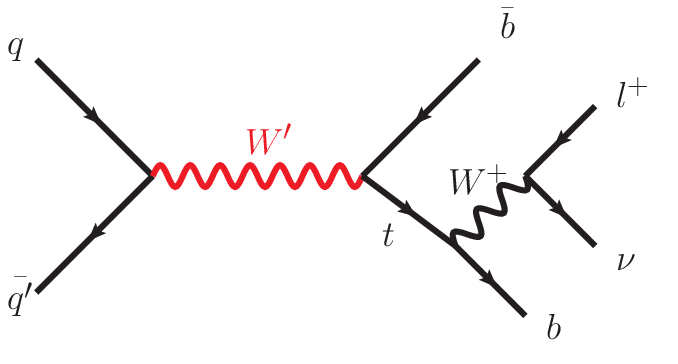 q
b̄
l⁺
W′
W⁺
t
ν
q̄′
b